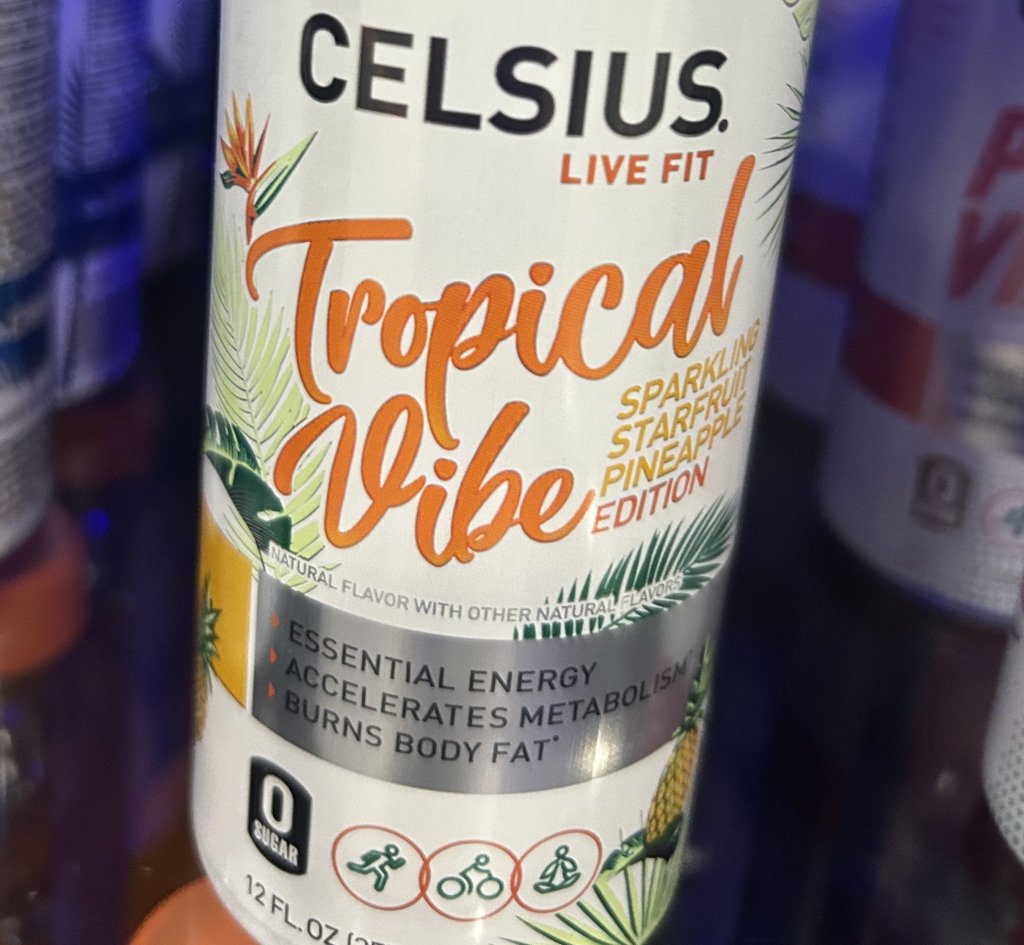 CELSIUS.
LIVE FIT
Tropical
Vibe
SPARKLING
STARFRUIT
PINEAPPLE
EDITION
NATURAL FLAVOR WITH OTHER NATURAL FLAVORS
ESSENTIAL ENERGY
ACCELERATES METABOLISM*
BURNS BODY FAT*
0
SUGAR
12 FL. OZ
0